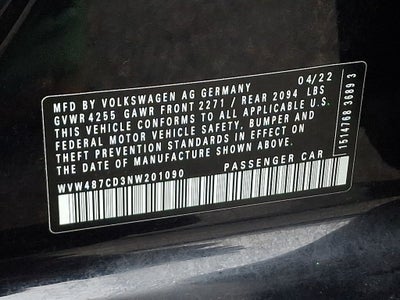 MFD BY VOLKSWAGEN AG GERMANY 04/22
GVWR 4255 GAWR FRONT 2271 / REAR 2094 LBS
THIS VEHICLE CONFORMS TO ALL APPLICABLE U.S.
FEDERAL MOTOR VEHICLE SAFETY, BUMPER AND
THEFT PREVENTION STANDARDS IN EFFECT ON
THE DATE OF MANUFACTURE SHOWN ABOVE.
WVW487CD3NW201090 PASSENGER CAR
1514768 3689 3